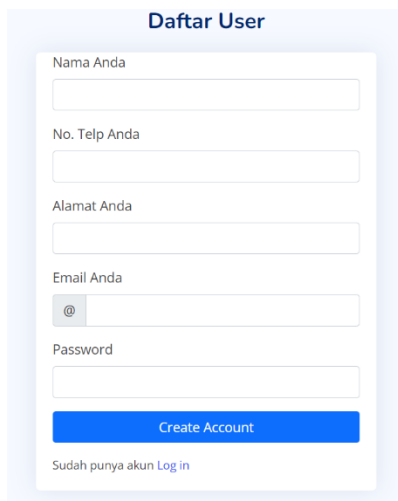 Daftar User
Nama Anda
No. Telp Anda
Alamat Anda
Email Anda
@
Password
Create Account
Sudah punya akun Log in